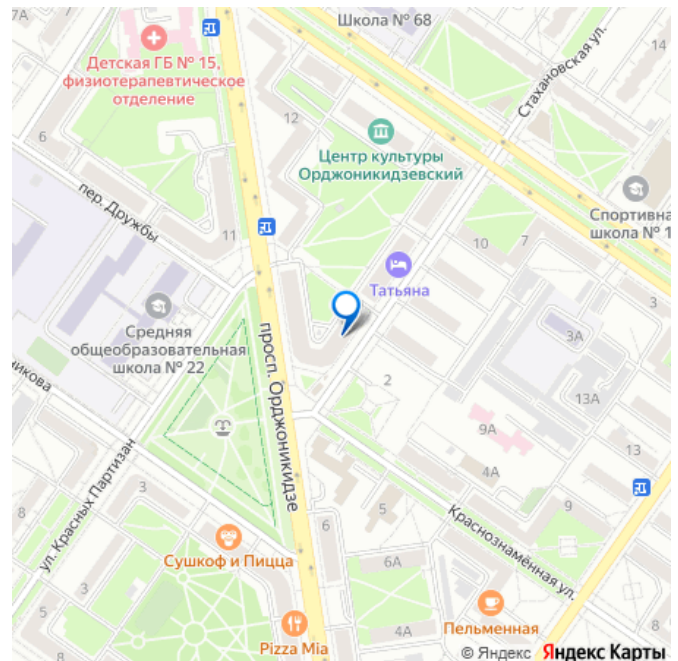 Школа № 68
14
Стахановская ул.
Детская ГБ № 15,
физиотерапевтическое
отделение
12
6
Центр культуры
Орджоникидзевский
пер. Дружбы
Спортивна
школа № 1
11
10
7
Татьяна
3
Средняя
общеобразовательная
школа № 22
просп. Орджоникидзе
3А
2
13А
никова
9А
13
4А
ул. Красных Партизан
3
9
8
5
6
Краснознамённая ул.
Сушкоф и Пицца
6А
7А
3
5
8
Pizza Mia
4А
Пельменная
© Яндекс Яндекс Карты